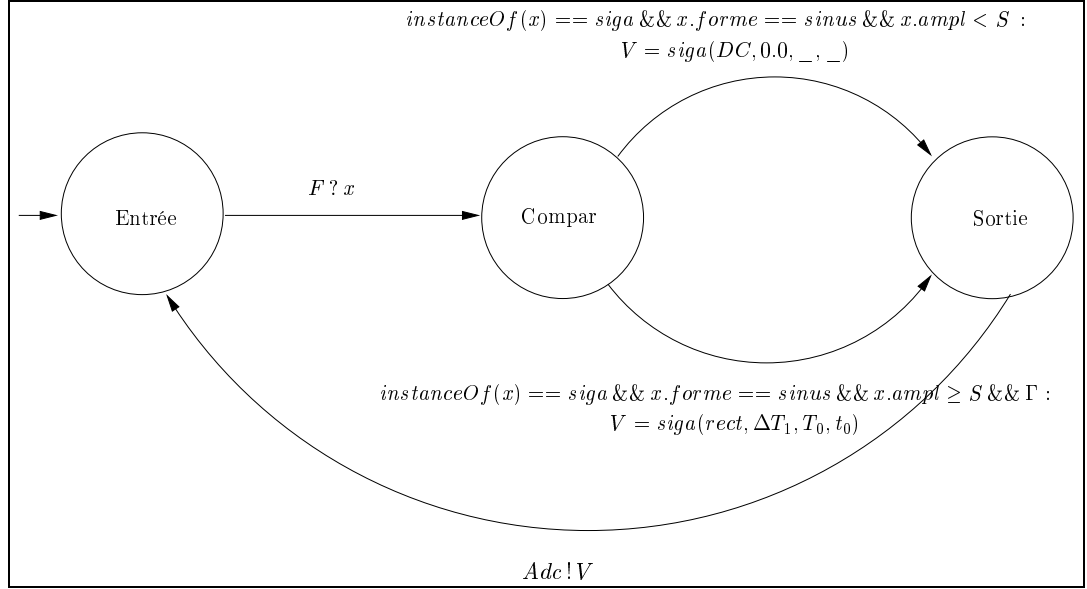 instanceOf(x) == siga && x.forme == sinus && x.ampl < S :
V = siga(DC, 0.0, _, _)
F ? x
Entrée
Compar
Sortie
instanceOf(x) == siga && x.forme == sinus && x.ampl ≥ S && Γ :
V = siga(rect, ΔT₁, T₀, t₀)
Adc ! V